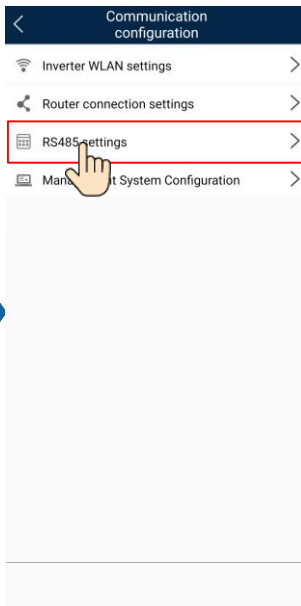 Communication
configuration
Inverter WLAN settings
Router connection settings
RS485 settings
System Configuration